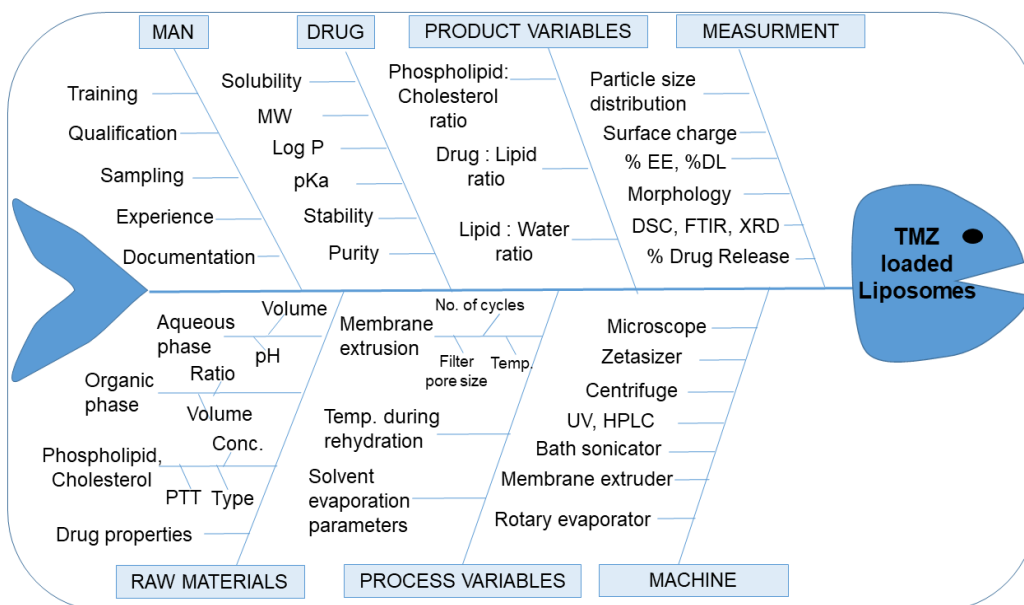 MAN
DRUG
PRODUCT VARIABLES
MEASURMENT
Training
Qualification
Sampling
Experience
Documentation
Solubility
MW
Log P
pKa
Stability
Purity
Phospholipid:
Cholesterol
ratio
Drug : Lipid
ratio
Lipid : Water
ratio
Particle size
distribution
Surface charge
% EE, %DL
Morphology
DSC, FTIR, XRD
% Drug Release
TMZ
loaded
Liposomes
Volume
Aqueous
phase
pH
Ratio
Organic
phase
Volume
Conc.
Phospholipid,
Cholesterol
PTT
Type
Drug properties
No. of cycles
Membrane
extrusion
Filter
pore size
Temp.
Temp. during
rehydration
Solvent
evaporation
parameters
Microscope
Zetasizer
Centrifuge
UV, HPLC
Bath sonicator
Membrane extruder
Rotary evaporator
RAW MATERIALS
PROCESS VARIABLES
MACHINE